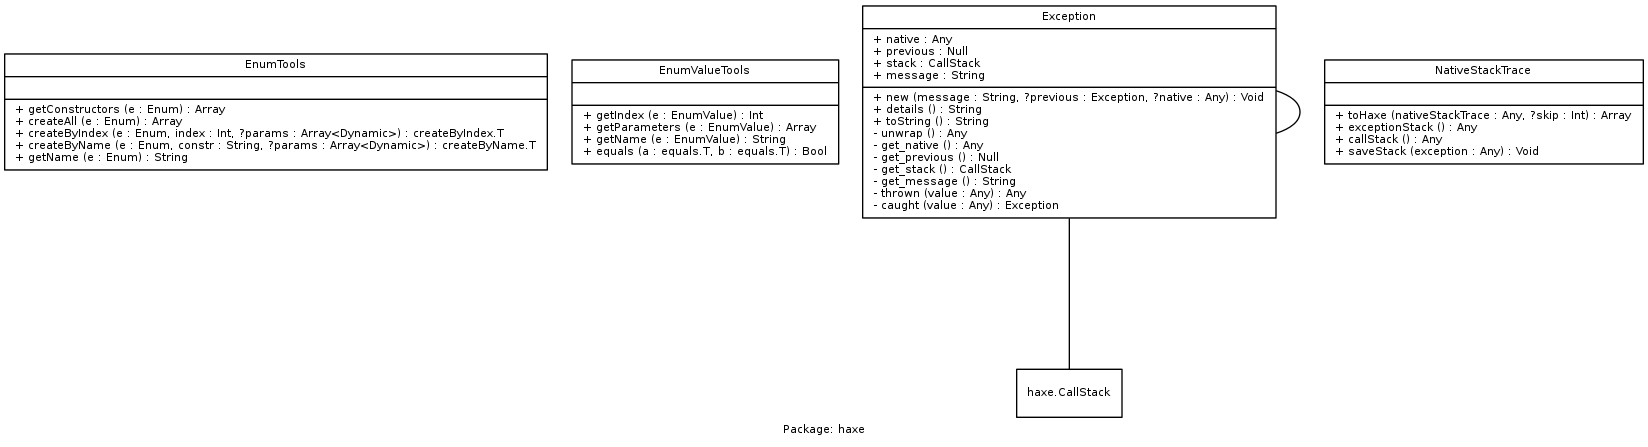 EnumTools
+ getConstructors (e : Enum) : Array
+ createAll (e : Enum) : Array
+ createByIndex (e : Enum, index : Int, ?params : Array<Dynamic>) : createByIndex.T
+ createByName (e : Enum, constr : String, ?params : Array<Dynamic>) : createByName.T
+ getName (e : Enum) : String
EnumValueTools
+ getIndex (e : EnumValue) : Int
+ getParameters (e : EnumValue) : Array
+ getName (e : EnumValue) : String
+ equals (a : equals.T, b : equals.T) : Bool
Exception
+ native : Any
+ previous : Null
+ stack : CallStack
+ message : String
+ new (message : String, ?previous : Exception, ?native : Any) : Void
+ details () : String
+ toString () : String
- unwrap () : Any
- get_native () : Any
- get_previous () : Null
- get_stack () : CallStack
- get_message () : String
- thrown (value : Any) : Any
- caught (value : Any) : Exception
NativeStackTrace
+ toHaxe (nativeStackTrace : Any, ?skip : Int) : Array
+ exceptionStack () : Any
+ callStack () : Any
+ saveStack (exception : Any) : Void
haxe.CallStack
Package: haxe